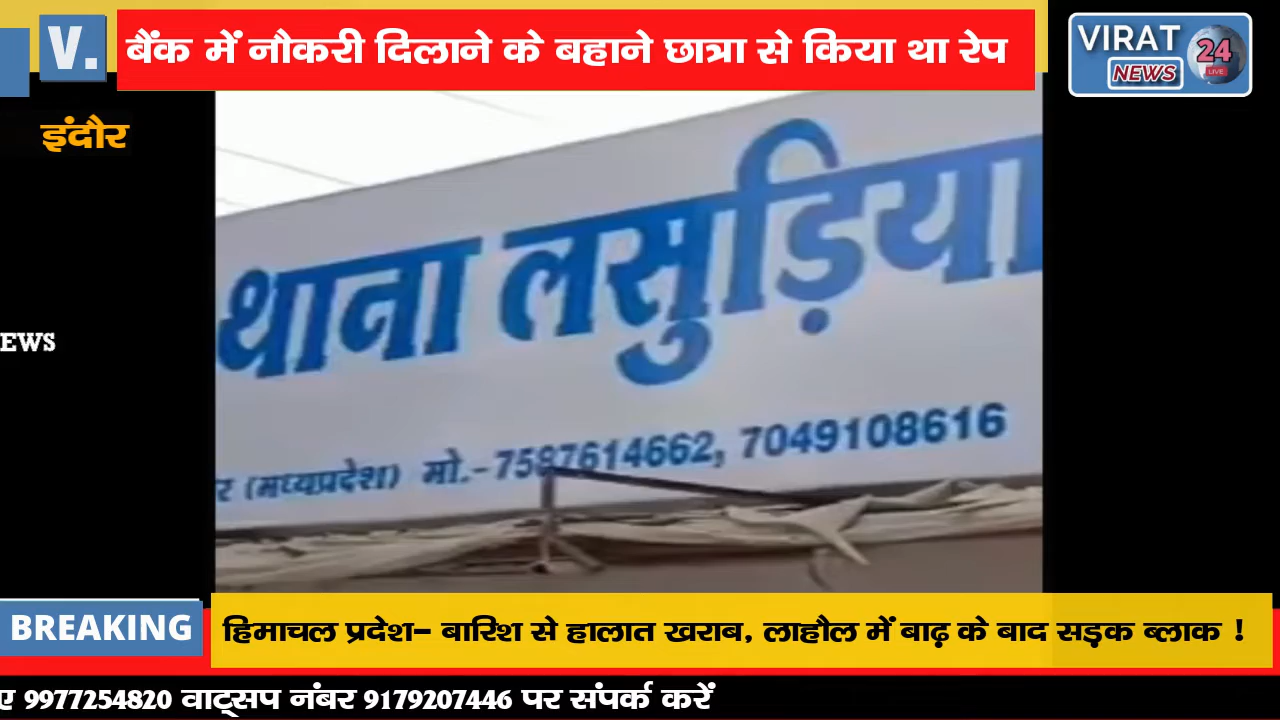 V.
बैंक में नौकरी दिलाने के बहाने छात्रा से किया था रेप
VIRAT
NEWS
24
LIVE
इंदौर
थाना लसुड़िया
EWS
र (मध्यप्रदेश) मो.-7587614662, 7049108616
BREAKING
हिमाचल प्रदेश- बारिश से हालात खराब, लाहौल में बाढ़ के बाद सड़क ब्लाक !
ए 9977254820 वाट्सप नंबर 9179207446 पर संपर्क करें